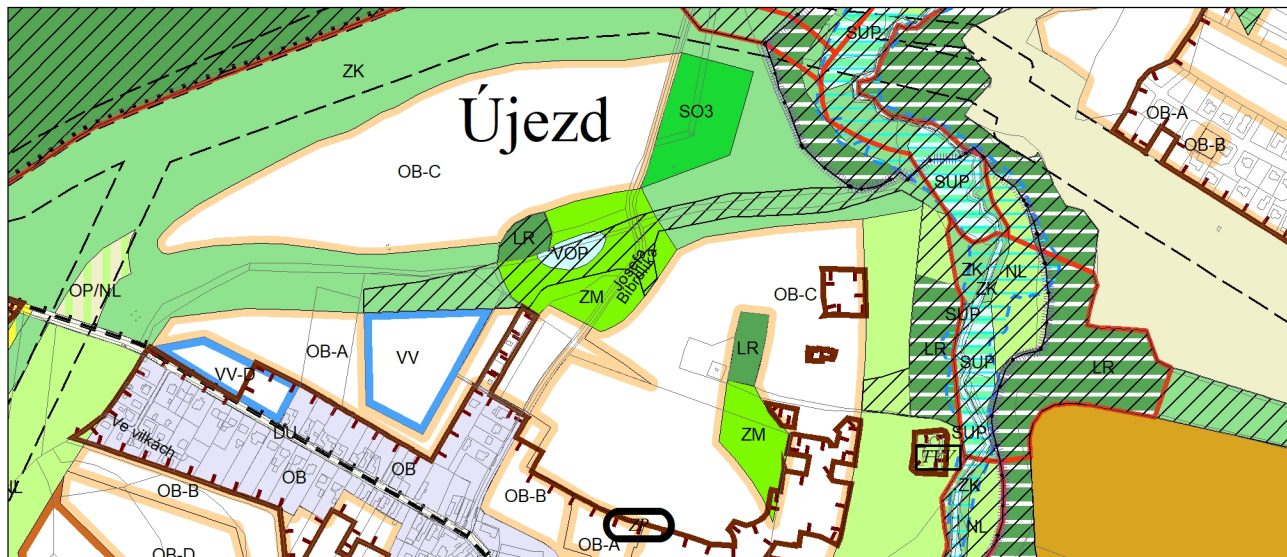 SUP
ZK
SO3
Újezd
OB-A
OB-B
OB-C
SUP
LR
VOP
Josefa
Bíbrdlíka
ZK
NL
ZK
OP/NL
ZM
OB-C
SUP
OB-A
VV
LR
LR
SUP
LR
VV-D
Ve vilkách
DU
ZM
SUP
OB
TVV
OB
ZK
OB-B
OB-B
ZP
NL
OB-A
OB-D